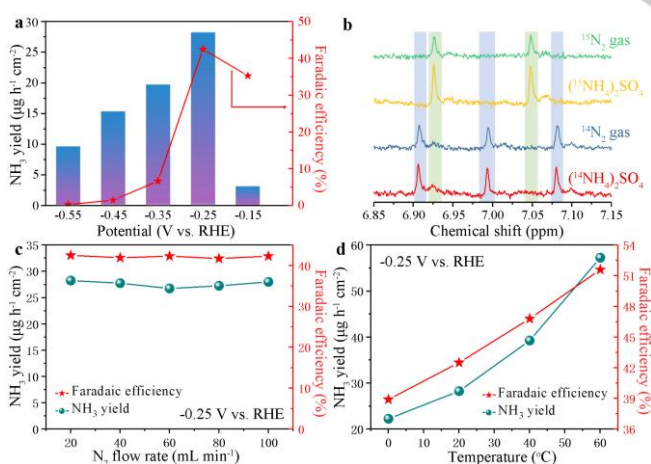 a
NH₃ yield (μg h⁻¹ cm⁻²)
30
25
20
15
10
5
0
50
40
30
20
10
0
Faradaic efficiency (%)
-0.55 -0.45 -0.35 -0.25 -0.15
Potential (V vs. RHE)
b
¹⁵N₂ gas
(¹⁵NH₄)₂SO₄
¹⁴N₂ gas
(¹⁴NH₄)₂SO₄
6.85 6.90 6.95 7.00 7.05 7.10 7.15
Chemical shift (ppm)
c
NH₃ yield (μg h⁻¹ cm⁻²)
35
30
25
20
15
10
5
0
40
30
20
10
0
Faradaic efficiency (%)
Faradaic efficiency
NH₃ yield
-0.25 V vs. RHE
20 40 60 80 100
N₂ flow rate (mL min⁻¹)
d
-0.25 V vs. RHE
NH₃ yield (μg h⁻¹ cm⁻²)
60
50
40
30
20
54
51
48
45
42
39
36
Faradaic efficiency (%)
Faradaic efficiency
NH₃ yield
0 20 40 60
Temperature (°C)